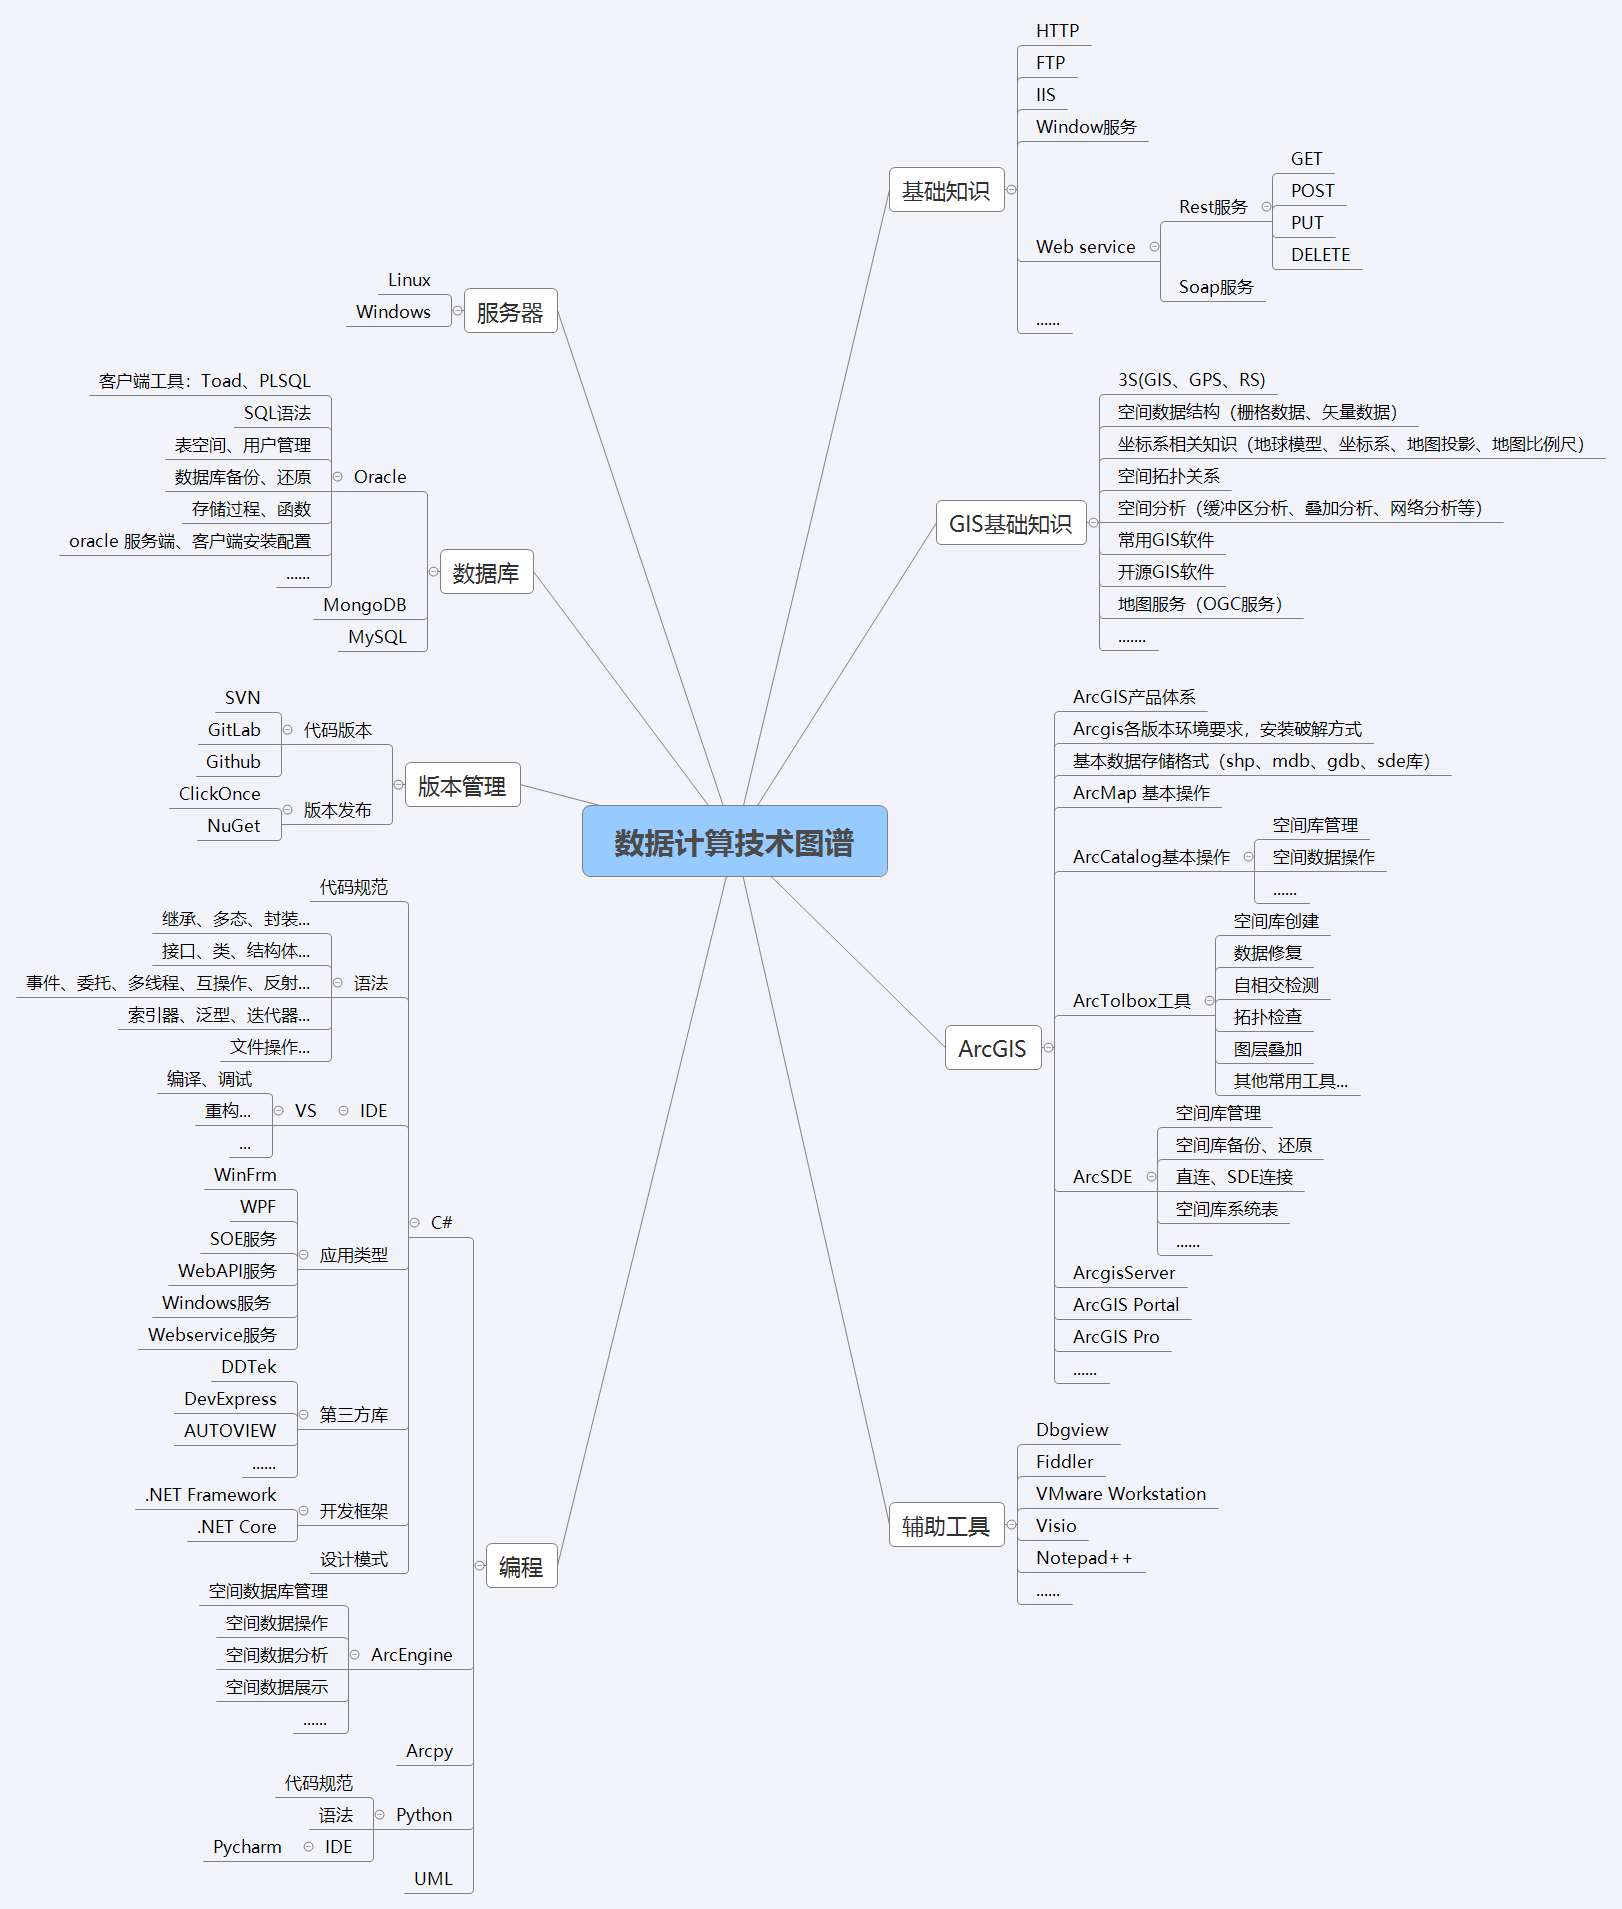 数据计算技术图谱
基础知识
HTTP
FTP
IIS
Window服务
Web service
Rest服务
GET
POST
PUT
DELETE
Soap服务
......
GIS基础知识
3S(GIS、GPS、RS)
空间数据结构（栅格数据、矢量数据）
坐标系相关知识（地球模型、坐标系、地图投影、地图比例尺）
空间拓扑关系
空间分析（缓冲区分析、叠加分析、网络分析等）
常用GIS软件
开源GIS软件
地图服务（OGC服务）
.......
ArcGIS
ArcGIS产品体系
Arcgis各版本环境要求，安装破解方式
基本数据存储格式（shp、mdb、gdb、sde库）
ArcMap 基本操作
ArcCatalog基本操作
空间库管理
空间数据操作
......
ArcTolbox工具
空间库创建
数据修复
自相交检测
拓扑检查
图层叠加
其他常用工具...
ArcSDE
空间库管理
空间库备份、还原
直连、SDE连接
空间库系统表
......
ArcgisServer
ArcGIS Portal
ArcGIS Pro
......
辅助工具
Dbgview
Fiddler
VMware Workstation
Visio
Notepad++
......
服务器
Linux
Windows
数据库
Oracle
客户端工具：Toad、PLSQL
SQL语法
表空间、用户管理
数据库备份、还原
存储过程、函数
oracle 服务端、客户端安装配置
......
MongoDB
MySQL
版本管理
代码版本
SVN
GitLab
Github
版本发布
ClickOnce
NuGet
编程
C#
代码规范
语法
继承、多态、封装...
接口、类、结构体...
事件、委托、多线程、互操作、反射...
索引器、泛型、迭代器...
文件操作...
IDE
VS
编译、调试
重构...
...
应用类型
WinFrm
WPF
SOE服务
WebAPI服务
Windows服务
Webservice服务
第三方库
DDTek
DevExpress
AUTOVIEW
......
开发框架
.NET Framework
.NET Core
设计模式
ArcEngine
空间数据库管理
空间数据操作
空间数据分析
空间数据展示
......
Arcpy
Python
代码规范
语法
IDE
Pycharm
UML